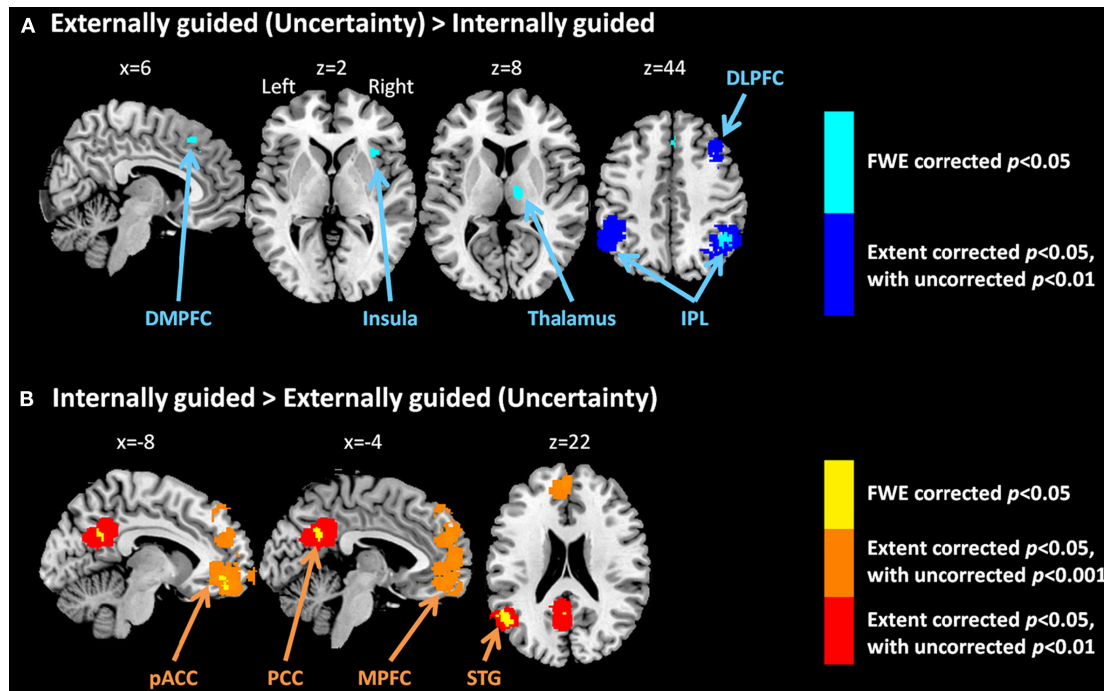 A Externally guided (Uncertainty) > Internally guided
x=6
z=2
z=8
z=44
Left
Right
DLPFC
DMPFC
Insula
Thalamus
IPL
FWE corrected p<0.05
Extent corrected p<0.05,
with uncorrected p<0.01
B Internally guided > Externally guided (Uncertainty)
x=-8
x=-4
z=22
pACC
PCC
MPFC
STG
FWE corrected p<0.05
Extent corrected p<0.05,
with uncorrected p<0.001
Extent corrected p<0.05,
with uncorrected p<0.01